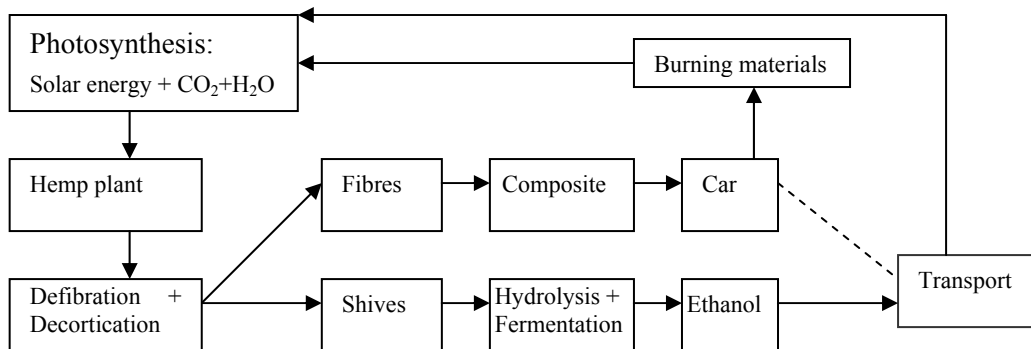 Photosynthesis:
Solar energy + CO₂+H₂O
Burning materials
Hemp plant
Fibres
Composite
Car
Transport
Defibration +
Decortication
Shives
Hydrolysis +
Fermentation
Ethanol